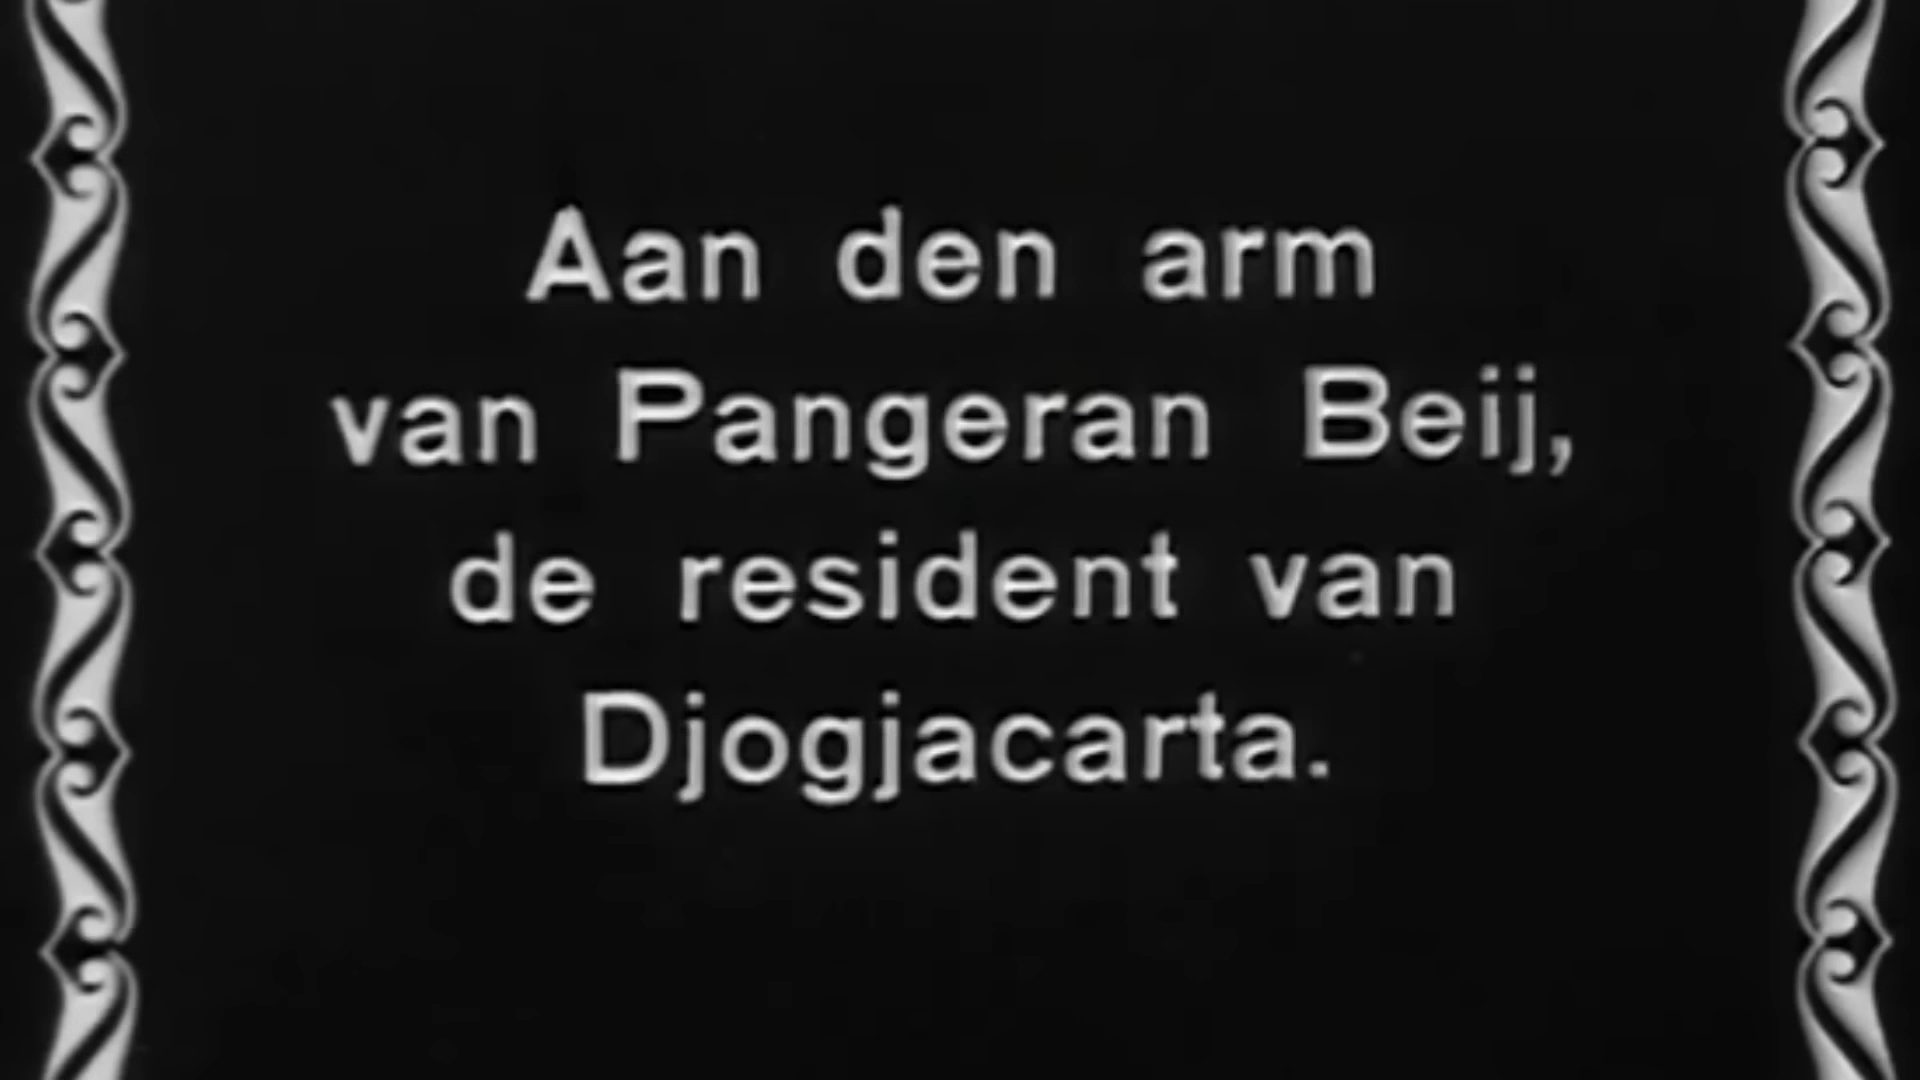 Aan den arm
van Pangeran Beij,
de resident van
Djogjacarta.